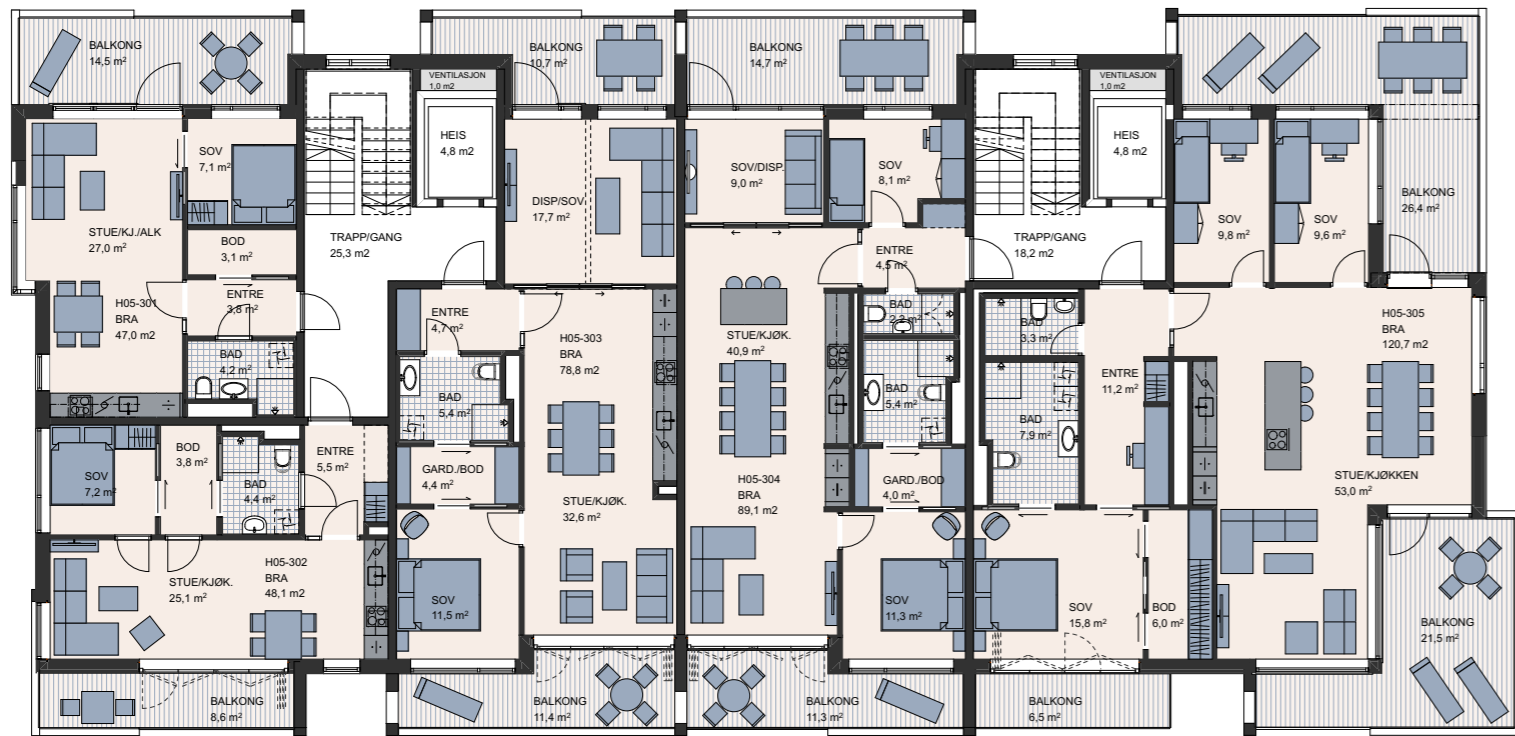 BALKONG
14,5 m²
BALKONG
10,7 m²
BALKONG
14,7 m²
VENTILASJON
1,0 m2
HEIS
4,8 m2
VENTILASJON
1,0 m2
HEIS
4,8 m2
SOV
7,1 m²
STUE/KJ./ALK
27,0 m²
BOD
3,1 m²
ENTRE
3,8 m²
H05-301
BRA
47,0 m2
BAD
4,2 m²
TRAPP/GANG
25,3 m2
DISP/SOV
17,7 m²
SOV/DISP.
9,0 m²
SOV
8,1 m²
ENTRE
4,5 m²
TRAPP/GANG
18,2 m2
SOV
9,8 m²
SOV
9,6 m²
BALKONG
26,4 m²
ENTRE
4,7 m²
H05-303
BRA
78,8 m2
BAD
5,4 m²
GARD./BOD
4,4 m²
STUE/KJØK.
32,6 m²
SOV
11,5 m²
STUE/KJØK.
40,9 m²
BAD
2,2 m²
BAD
5,4 m²
H05-304
BRA
89,1 m2
GARD./BOD
4,0 m²
SOV
11,3 m²
BAD
3,3 m²
ENTRE
11,2 m²
BAD
7,9 m²
H05-305
BRA
120,7 m2
STUE/KJØKKEN
53,0 m²
SOV
15,8 m²
BOD
6,0 m²
SOV
7,2 m²
BOD
3,8 m²
BAD
4,4 m²
ENTRE
5,5 m²
STUE/KJØK.
25,1 m²
H05-302
BRA
48,1 m2
BALKONG
8,6 m²
BALKONG
11,4 m²
BALKONG
11,3 m²
BALKONG
6,5 m²
BALKONG
21,5 m²